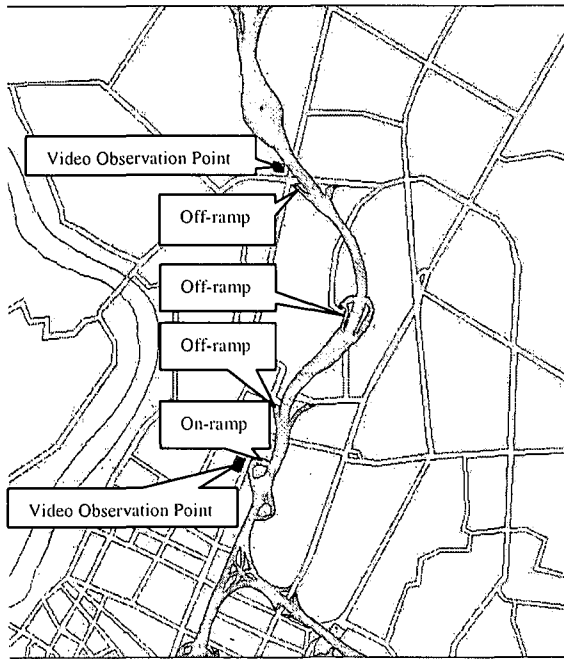 Video Observation Point
Off-ramp
Off-ramp
Off-ramp
On-ramp
Video Observation Point